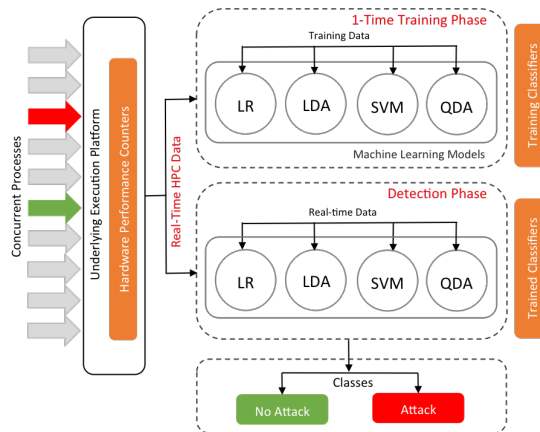 1-Time Training Phase
Training Data
LR
LDA
SVM
QDA
Machine Learning Models
Training Classifiers
Concurrent Processes
Underlying Execution Platform
Hardware Performance Counters
Real-Time HPC Data
Detection Phase
Real-time Data
LR
LDA
SVM
QDA
Trained Classifiers
Classes
No Attack
Attack